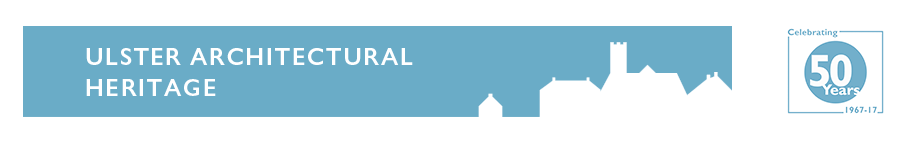 ULSTER ARCHITECTURAL
HERITAGE
Celebrating
50
Years
1967-17